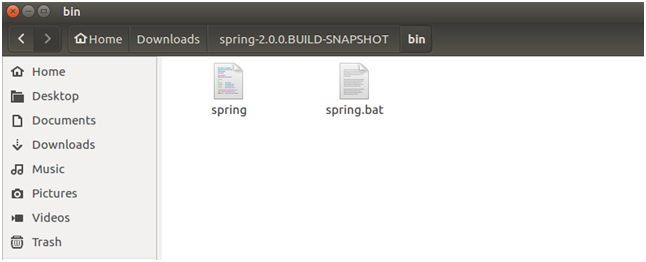 bin
Home Downloads spring-2.0.0.BUILD-SNAPSHOT bin
Home
Desktop
Documents
Downloads
Music
Pictures
Videos
Trash
spring spring.bat